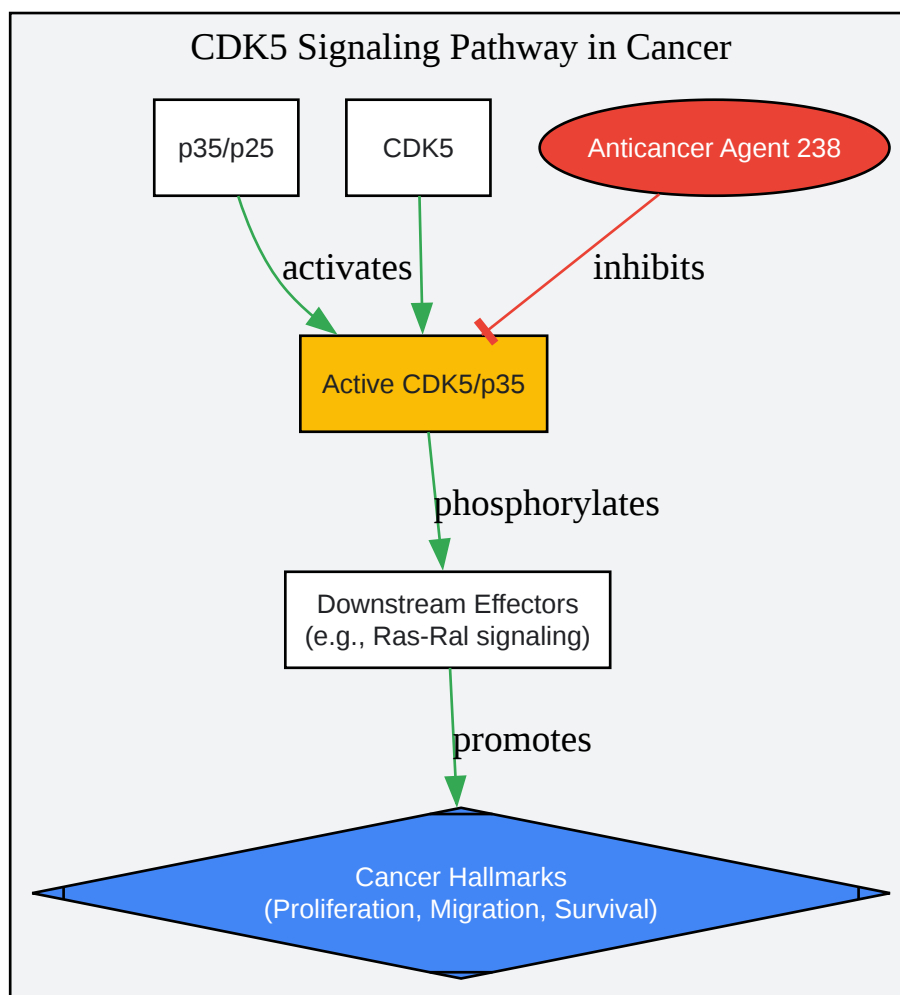 CDK5 Signaling Pathway in Cancer
p35/p25
CDK5
Anticancer Agent 238
activates
inhibits
Active CDK5/p35
phosphorylates
Downstream Effectors
(e.g., Ras-Ral signaling)
promotes
Cancer Hallmarks
(Proliferation, Migration, Survival)